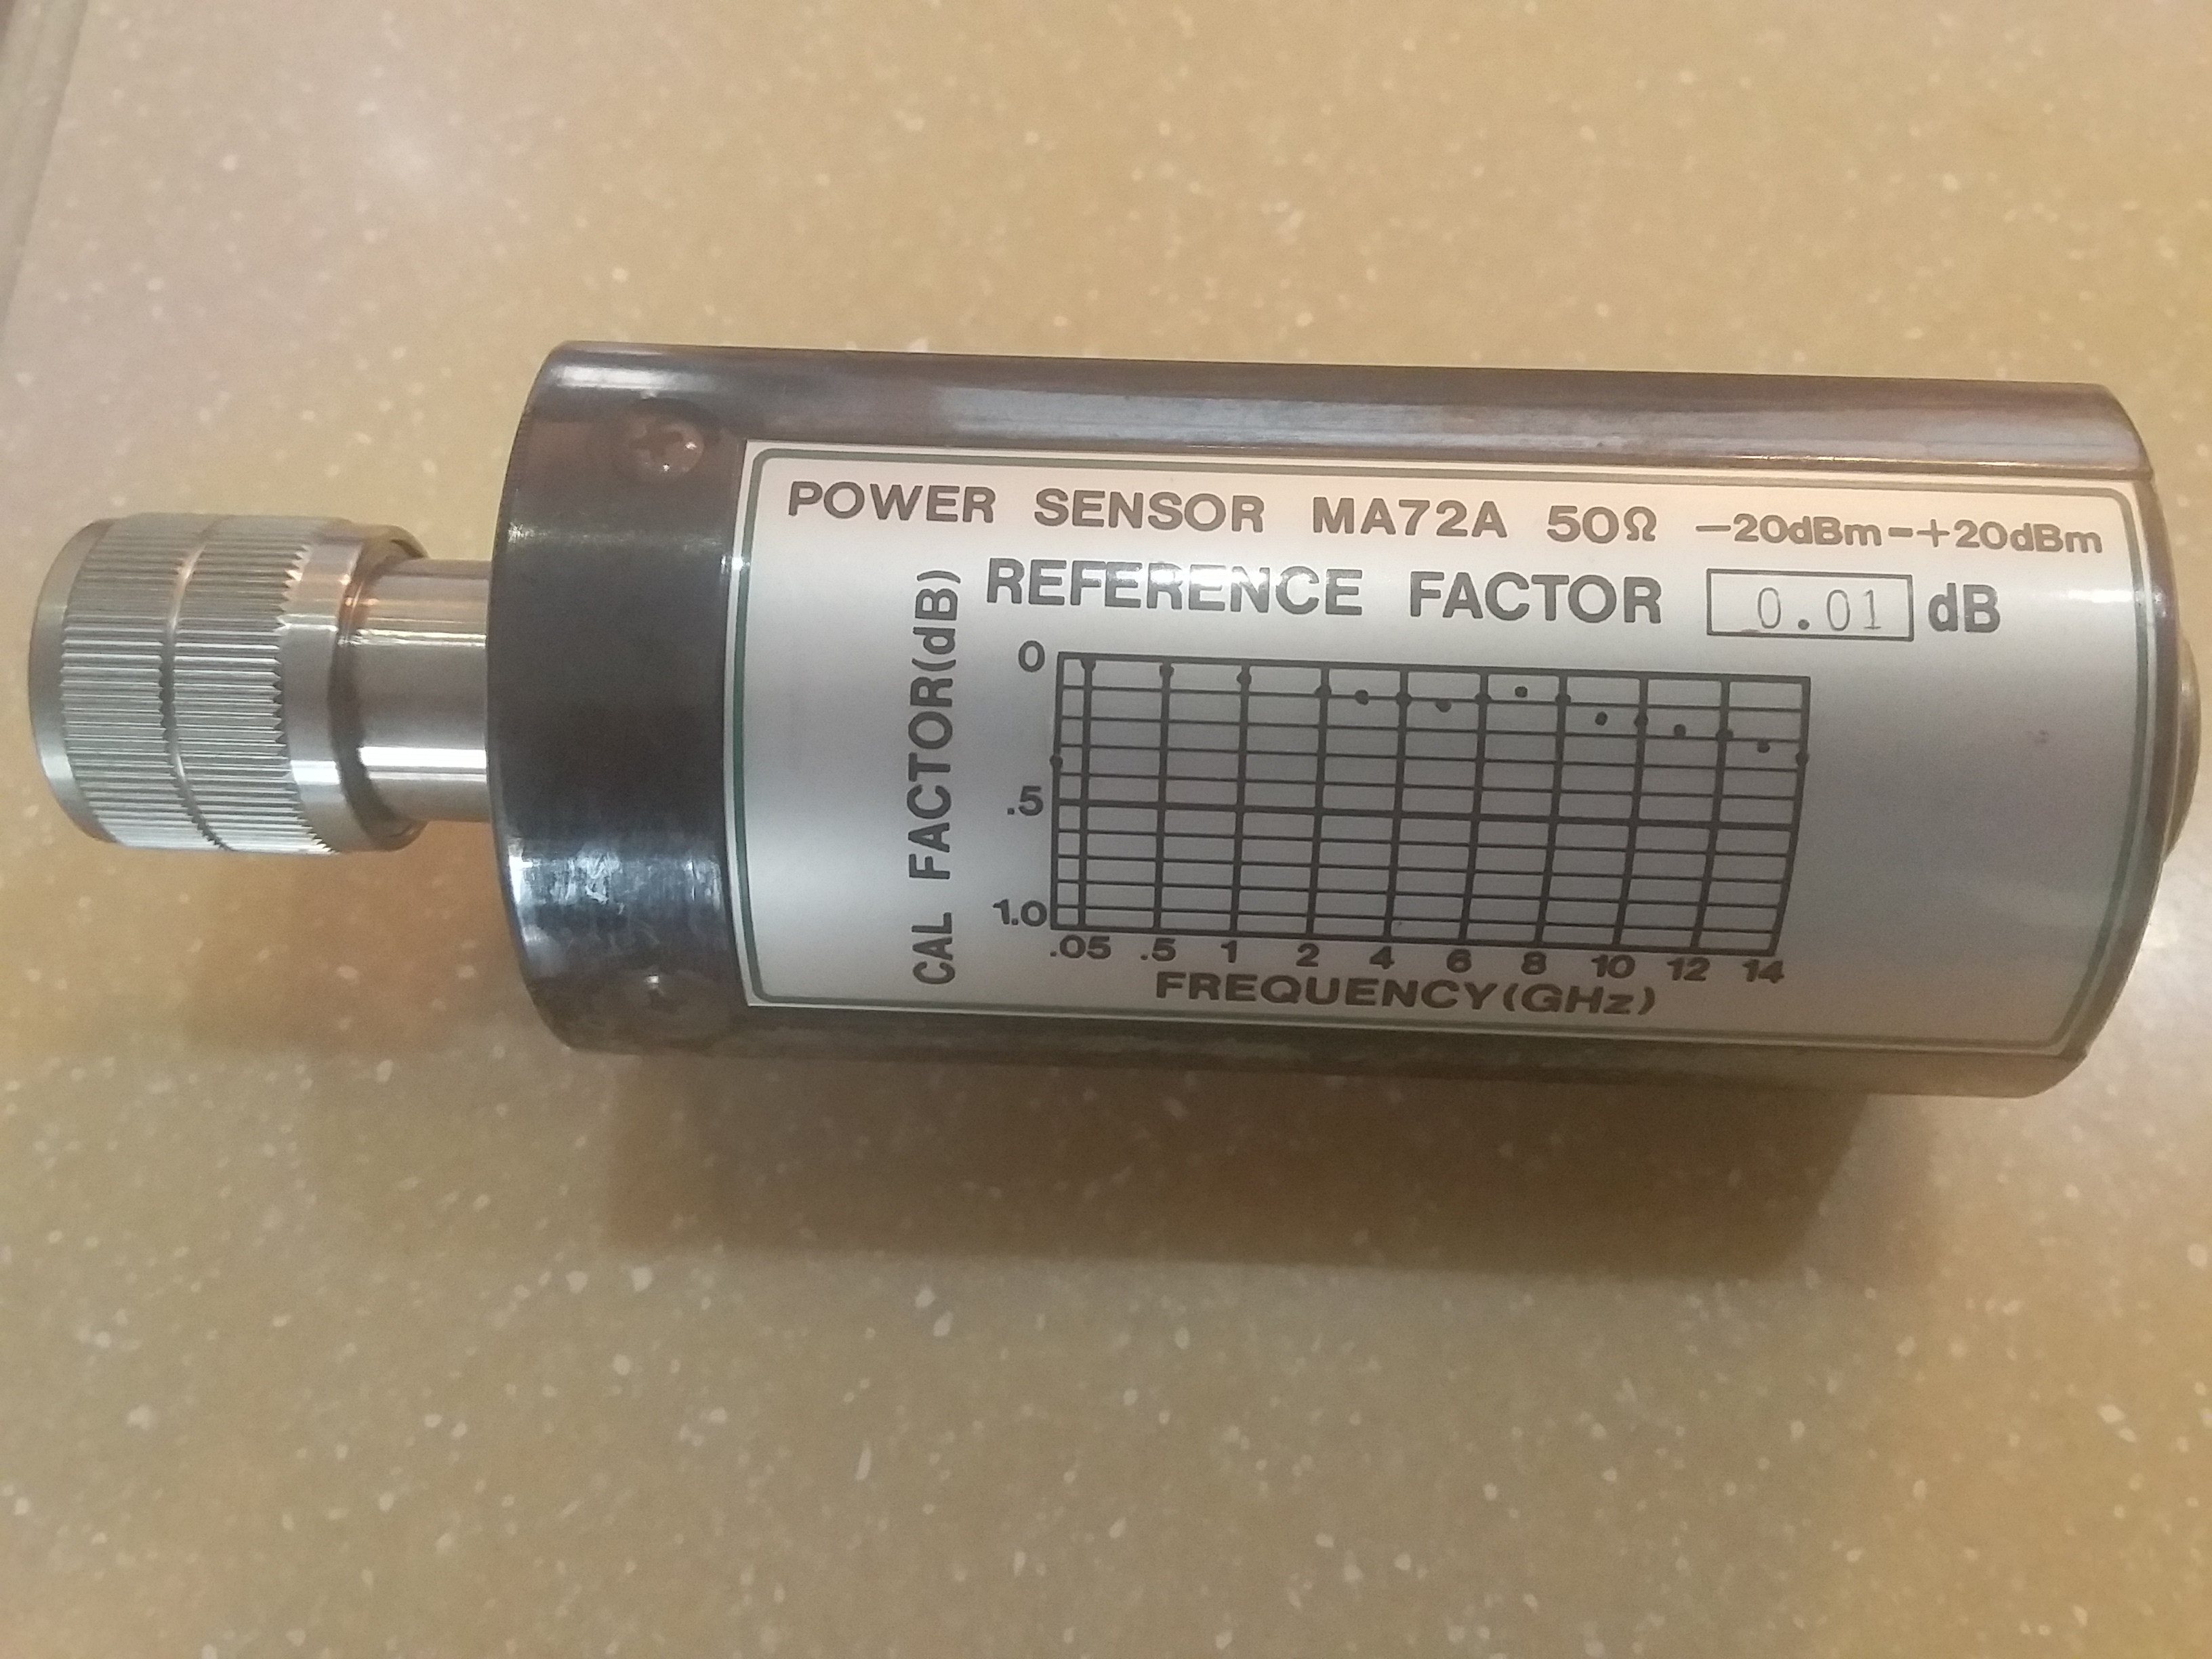 POWER SENSOR MA72A 50Ω −20dBm−+20dBm
REFERENCE FACTOR 0.01 dB
CAL FACTOR(dB)
0
.5
1.0
.05 .5 1 2 4 6 8 10 12 14
FREQUENCY(GHz)